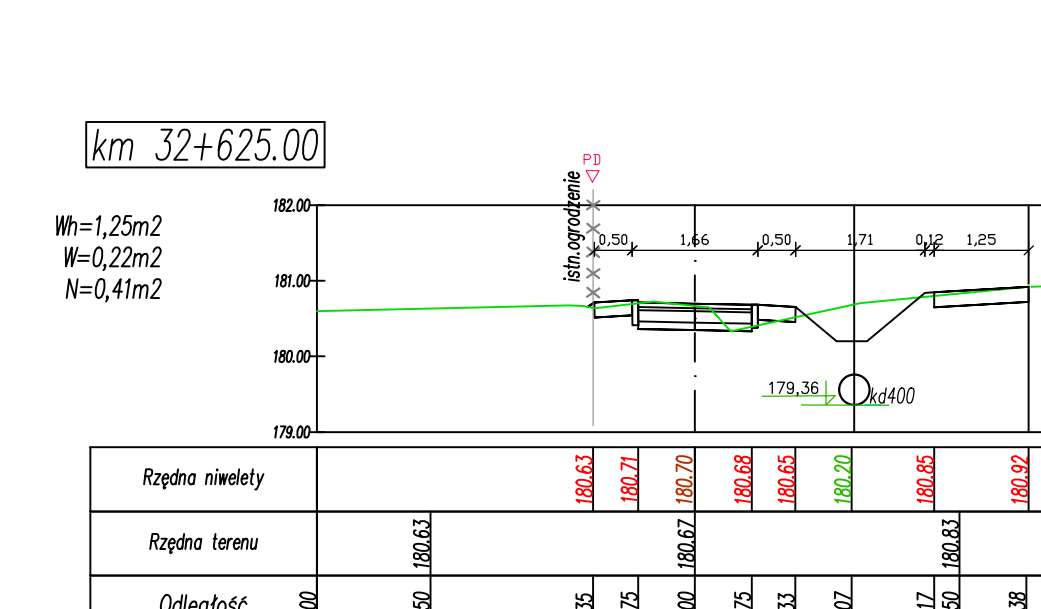 km 32+625.00
PD
istn.ogrodzenie
Wh=1,25m2
W=0,22m2
N=0,41m2
182.00
181.00
180.00
179.00
0,50 1,66 0,50 1,71 0,12 1,25
179,36
kd400
Rzędna niwelety 180.63 180.71 180.70 180.68 180.65 180.20 180.85 180.92
Rzędna terenu 180.63 180.67 180.83
Odległość